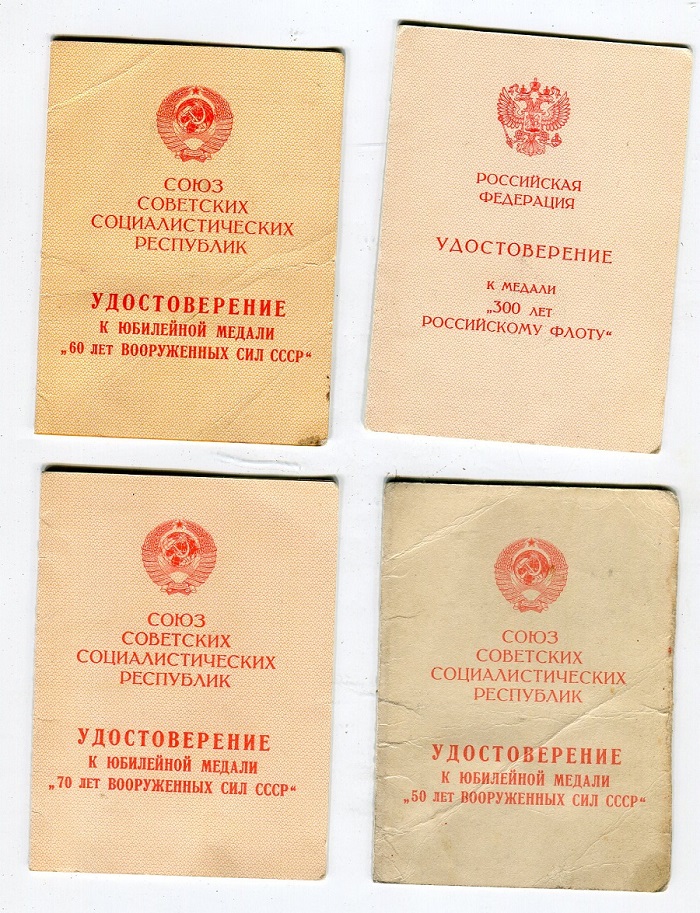 СОЮЗ
СОВЕТСКИХ
СОЦИАЛИСТИЧЕСКИХ
РЕСПУБЛИК
УДОСТОВЕРЕНИЕ
К ЮБИЛЕЙНОЙ МЕДАЛИ
„60 ЛЕТ ВООРУЖЕННЫХ СИЛ СССР“
РОССИЙСКАЯ
ФЕДЕРАЦИЯ
УДОСТОВЕРЕНИЕ
К МЕДАЛИ
„300 ЛЕТ
РОССИЙСКОМУ ФЛОТУ“
СОЮЗ
СОВЕТСКИХ
СОЦИАЛИСТИЧЕСКИХ
РЕСПУБЛИК
УДОСТОВЕРЕНИЕ
К ЮБИЛЕЙНОЙ МЕДАЛИ
„70 ЛЕТ ВООРУЖЕННЫХ СИЛ СССР“
СОЮЗ
СОВЕТСКИХ
СОЦИАЛИСТИЧЕСКИХ
РЕСПУБЛИК
УДОСТОВЕРЕНИЕ
К ЮБИЛЕЙНОЙ МЕДАЛИ
„50 ЛЕТ ВООРУЖЕННЫХ СИЛ СССР“